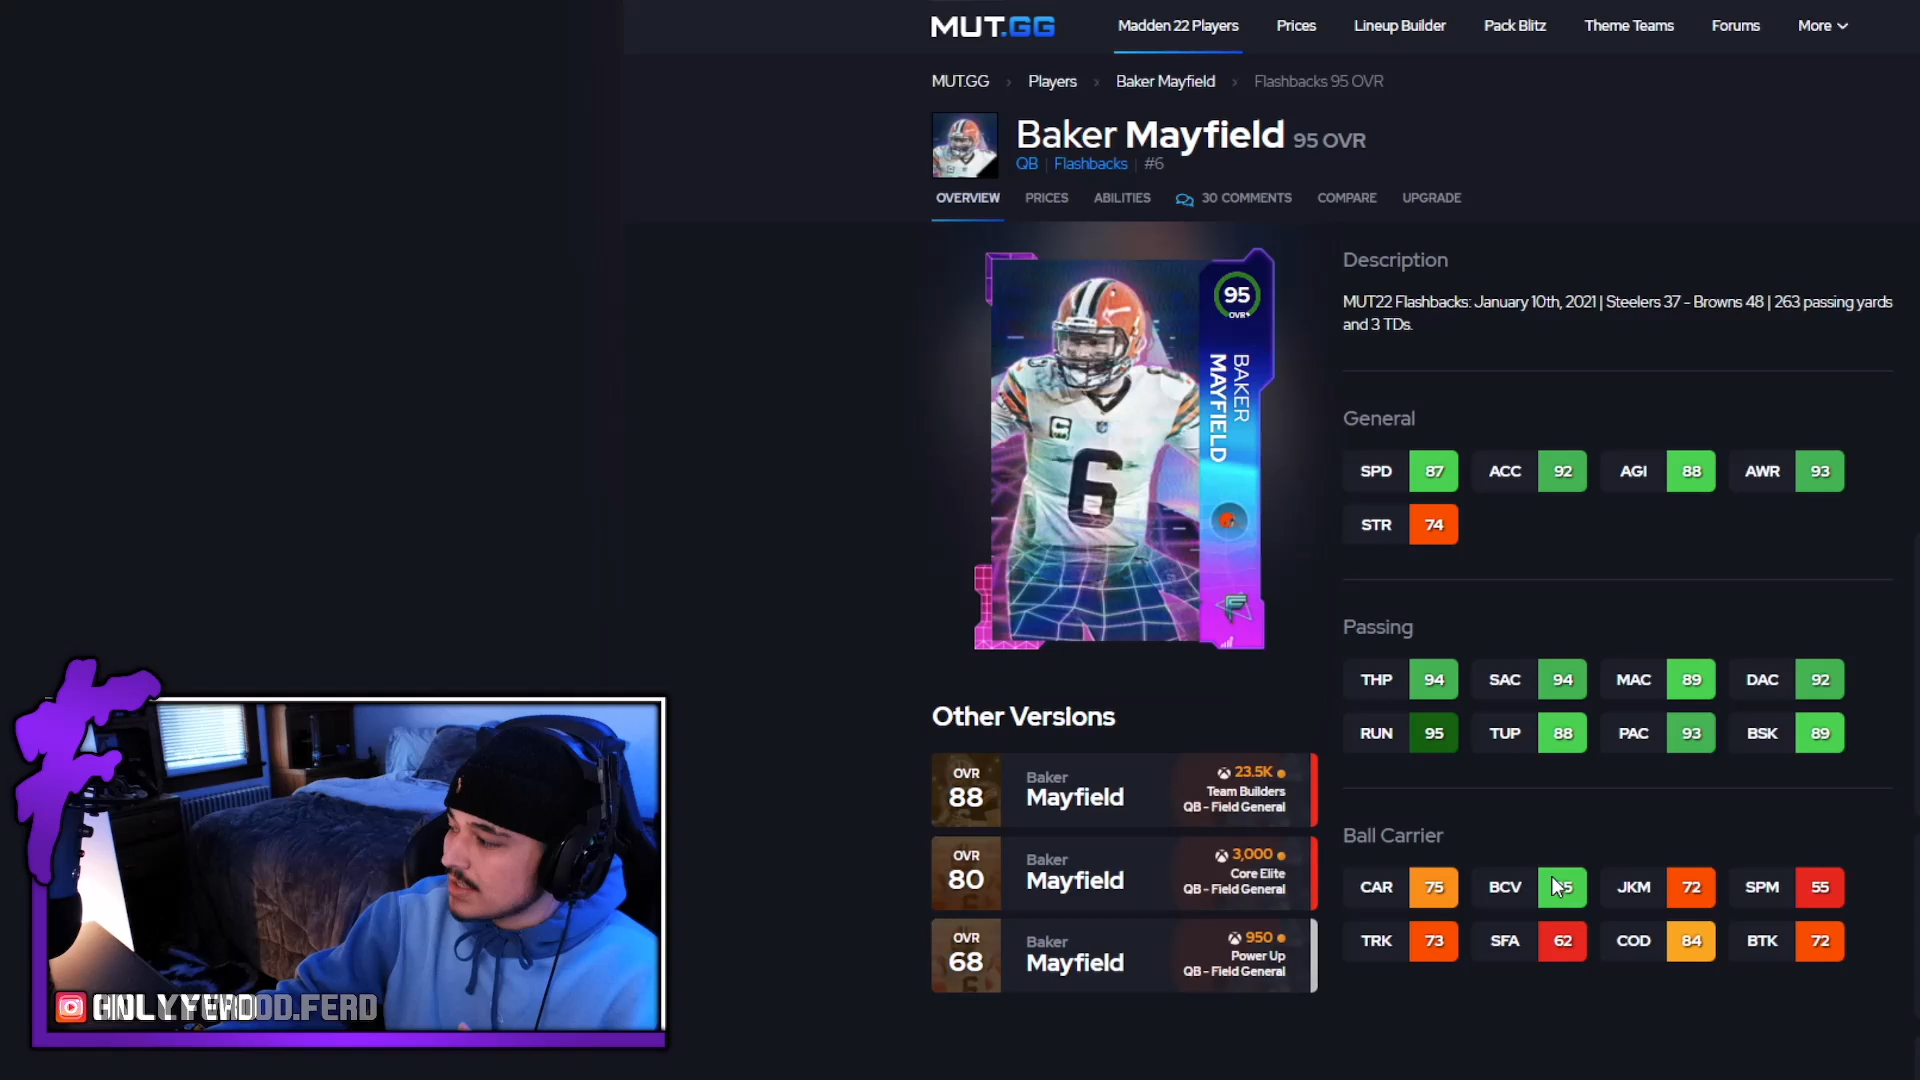 MUT.GG
Madden 22 Players
Prices
Lineup Builder
Pack Blitz
Theme Teams
Forums
More
MUT.GG > Players > Baker Mayfield > Flashbacks 95 OVR
Baker Mayfield 95 OVR
QB | Flashbacks | #6
OVERVIEW
PRICES
ABILITIES
30 COMMENTS
COMPARE
UPGRADE
95
OVR
BAKER
MAYFIELD
6
Description
MUT22 Flashbacks: January 10th, 2021 | Steelers 37 - Browns 48 | 263 passing yards
and 3 TDs.
General
SPD 87 ACC 92 AGI 88 AWR 93
STR 74
Passing
THP 94 SAC 94 MAC 89 DAC 92
RUN 95 TUP 88 PAC 93 BSK 89
Ball Carrier
CAR 75 BCV JKM 72 SPM 55
TRK 73 SFA 62 COD 84 BTK 72
Other Versions
OVR
88
Baker
Mayfield
23.5K
Team Builders
QB - Field General
OVR
80
Baker
Mayfield
3,000
Core Elite
QB - Field General
OVR
68
Baker
Mayfield
950
Power Up
QB - Field General